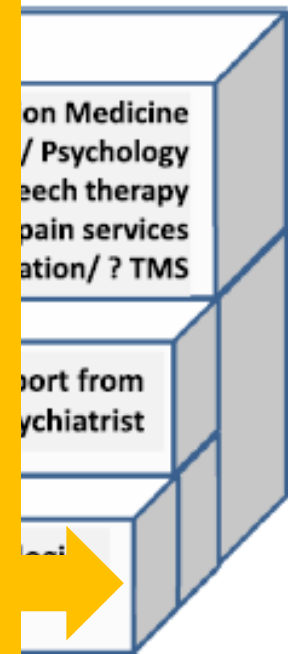 on Medicine
/ Psychology
eech therapy
pain services
ation/ ? TMS
port from
ychiatrist